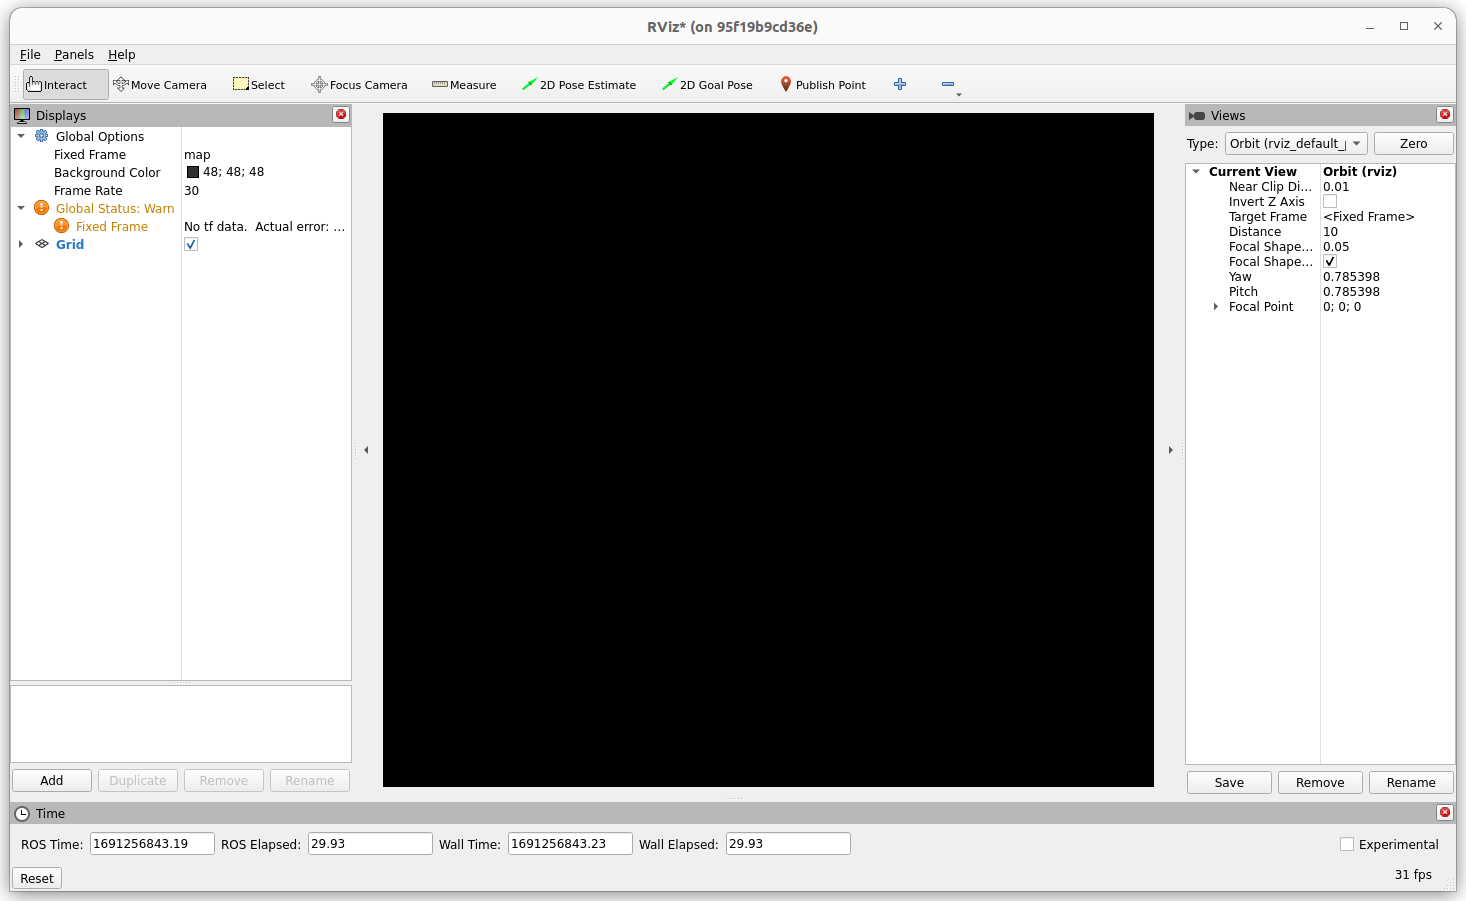 RViz* (on 95f19b9cd36e)
File Panels Help
Interact Move Camera Select Focus Camera Measure 2D Pose Estimate 2D Goal Pose Publish Point
Displays
Global Options
Fixed Frame map
Background Color 48; 48; 48
Frame Rate 30
Global Status: Warn
Fixed Frame No tf data.  Actual error: ...
Grid
Add Duplicate Remove Rename
Views
Type: Orbit (rviz_default_ Zero
Current View Orbit (rviz)
Near Clip Di... 0.01
Invert Z Axis
Target Frame <Fixed Frame>
Distance 10
Focal Shape... 0.05
Focal Shape...
Yaw 0.785398
Pitch 0.785398
Focal Point 0; 0; 0
Save Remove Rename
Time
ROS Time: 1691256843.19 ROS Elapsed: 29.93 Wall Time: 1691256843.23 Wall Elapsed: 29.93 Experimental
Reset 31 fps